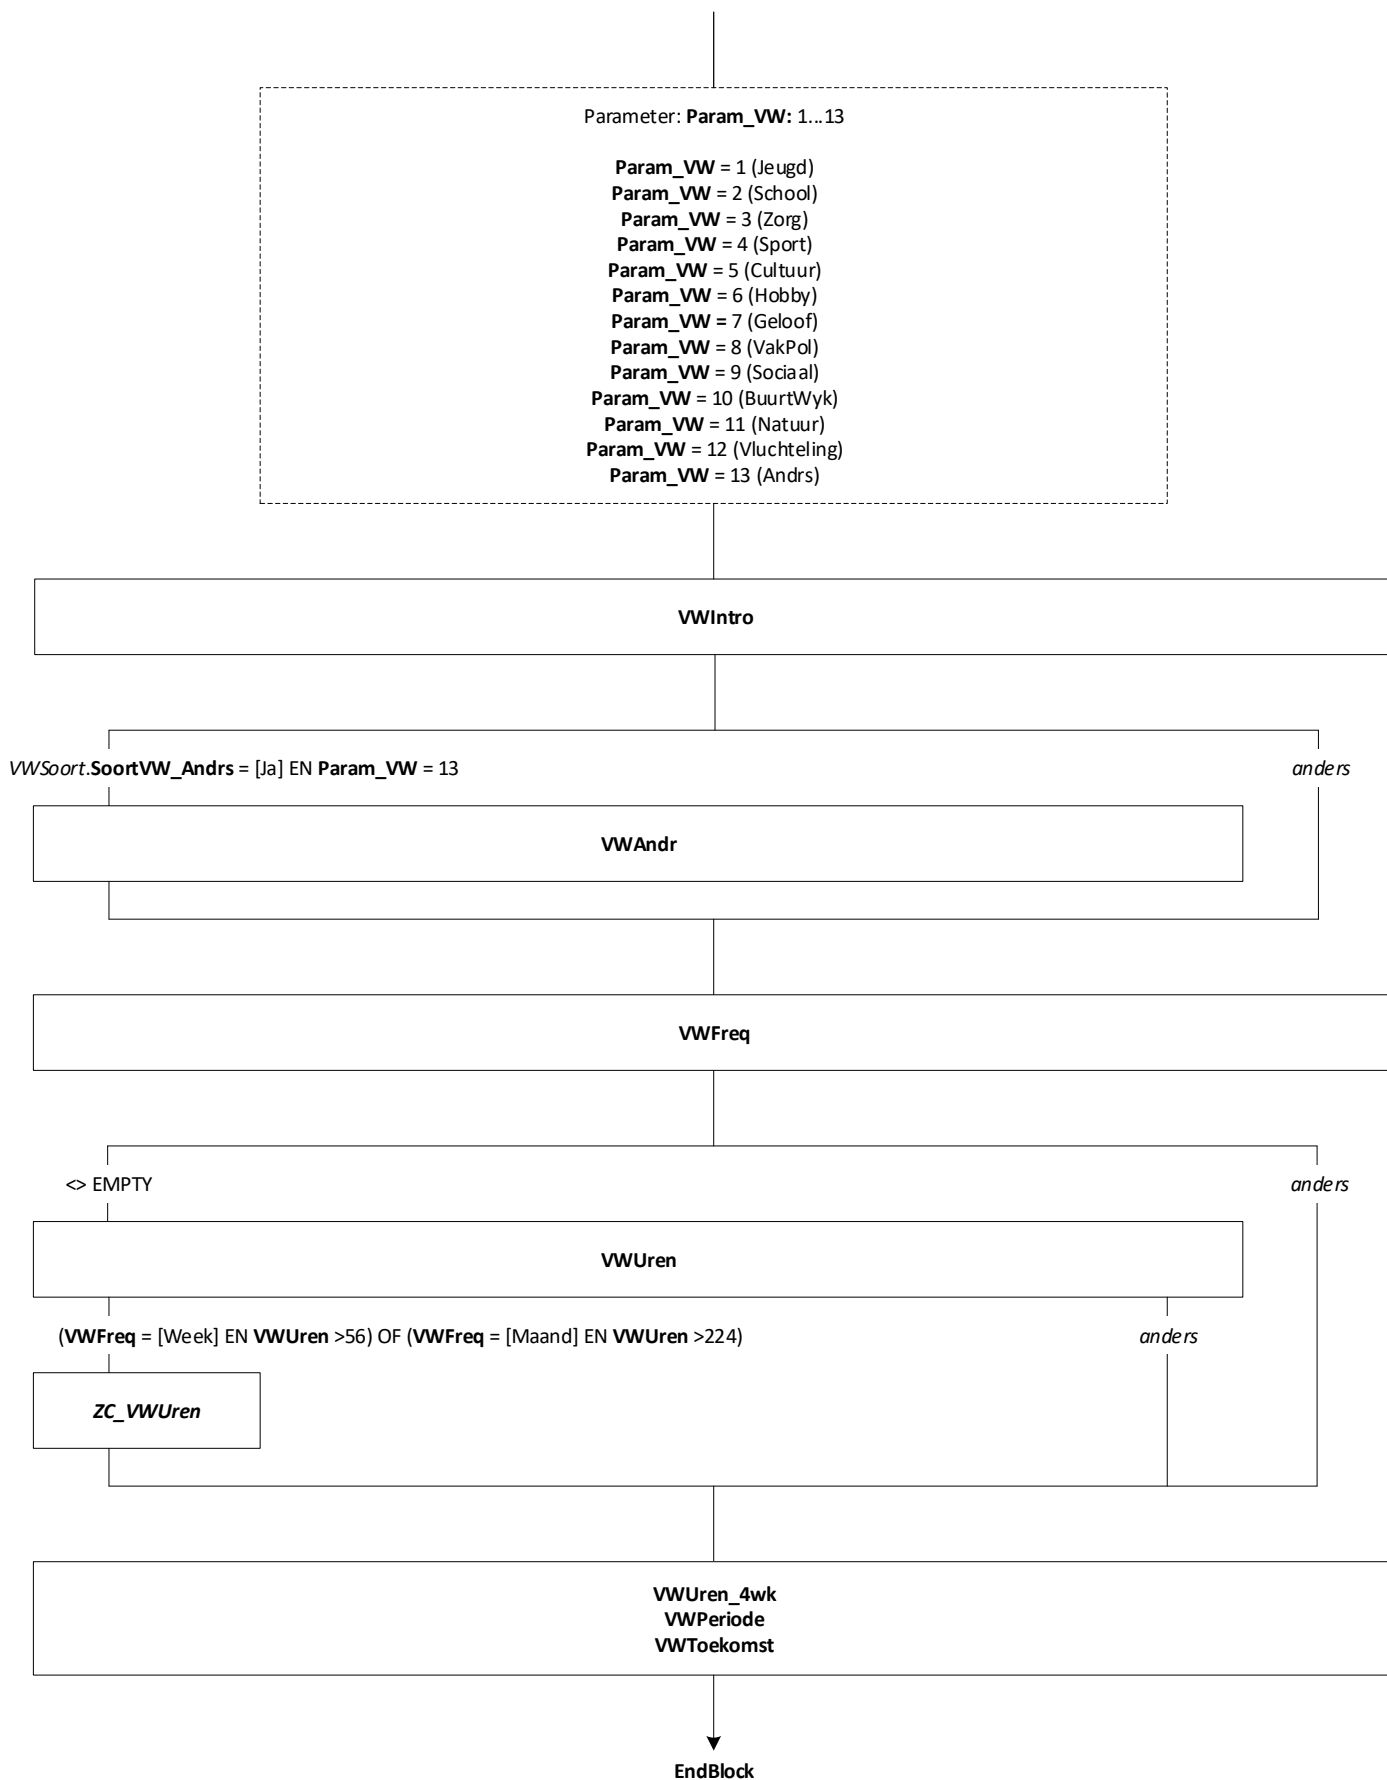 Parameter: Param_VW: 1...13
Param_VW = 1 (Jeugd)
Param_VW = 2 (School)
Param_VW = 3 (Zorg)
Param_VW = 4 (Sport)
Param_VW = 5 (Cultuur)
Param_VW = 6 (Hobby)
Param_VW = 7 (Geloof)
Param_VW = 8 (VakPol)
Param_VW = 9 (Sociaal)
Param_VW = 10 (BuurtWyk)
Param_VW = 11 (Natuur)
Param_VW = 12 (Vluchteling)
Param_VW = 13 (Andrs)
VWIntro
VWSoort.SoortVW_Andrs = [Ja] EN Param_VW = 13
anders
VWAndr
VWFreq
<> EMPTY
anders
VWUren
(VWFreq = [Week] EN VWUren >56) OF (VWFreq = [Maand] EN VWUren >224)
anders
ZC_VWUren
VWUren_4wk
VWPeriode
VWToekomst
EndBlock